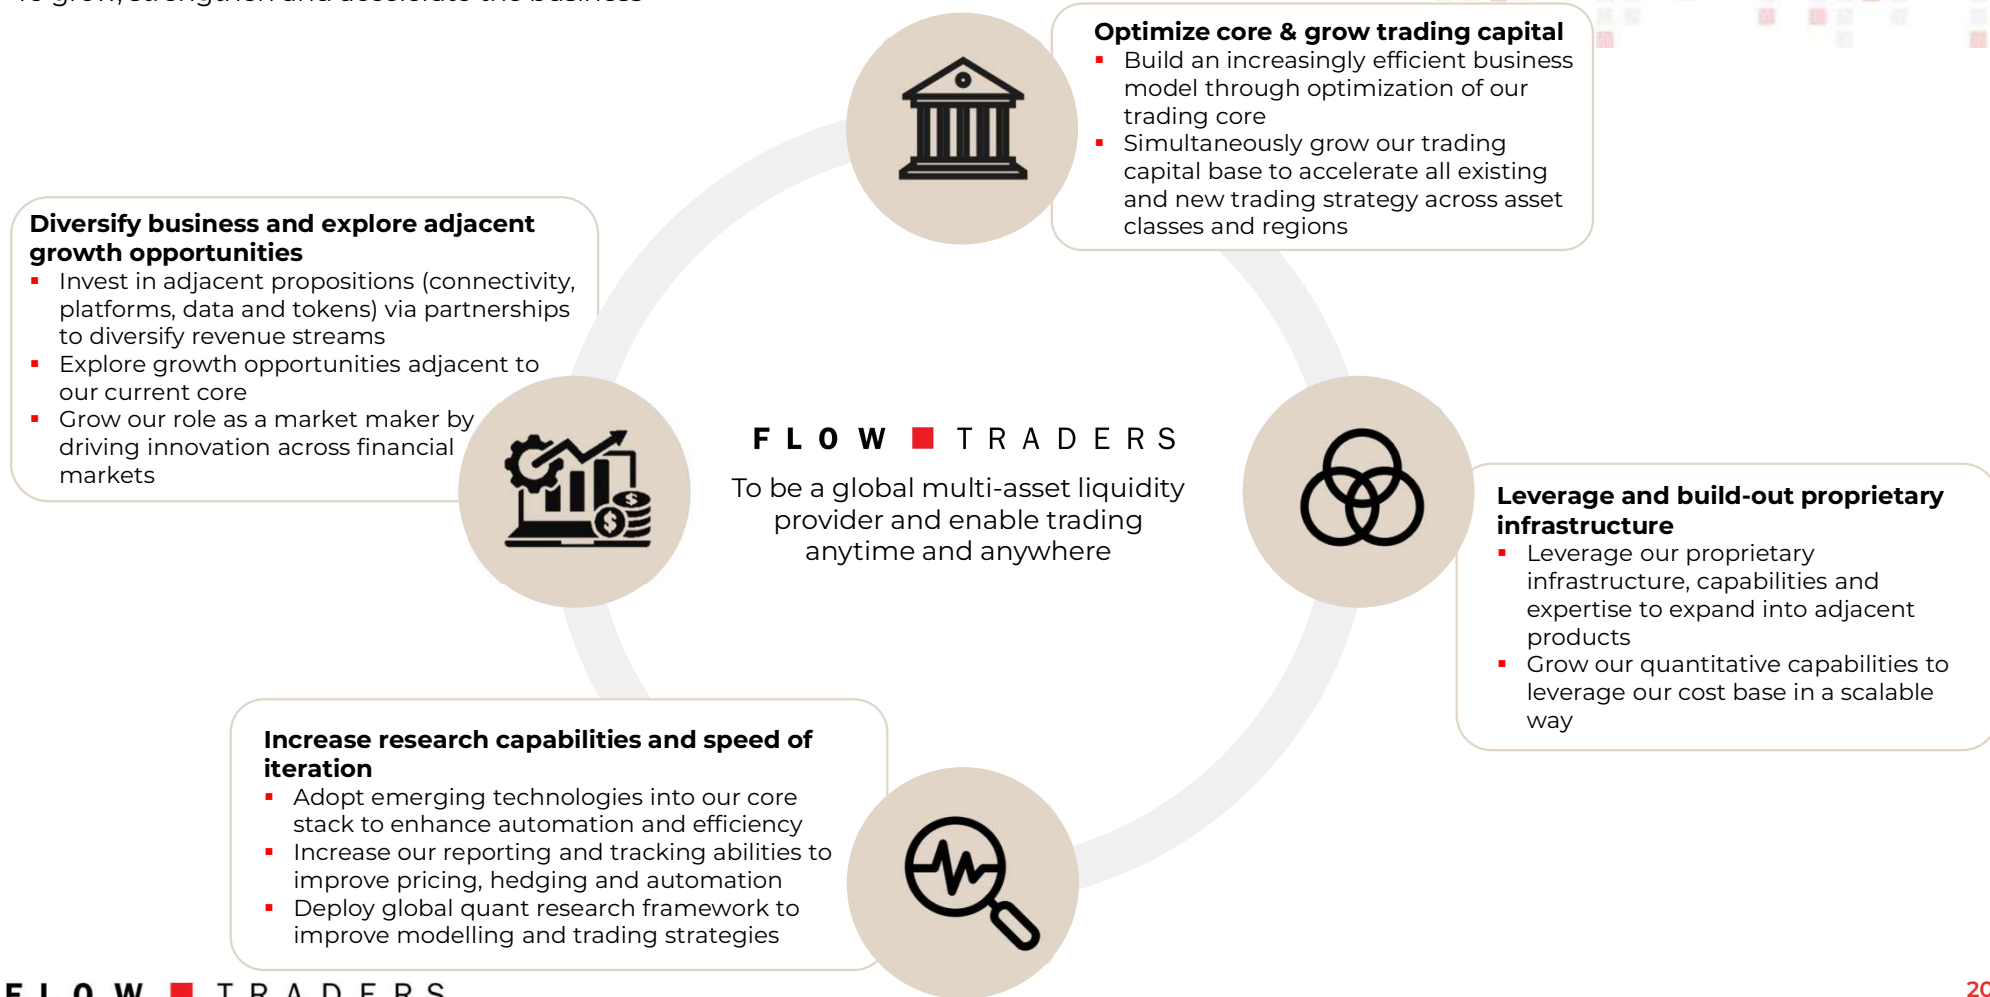 To grow, strengthen and accelerate the business
Optimize core & grow trading capital
▪ Build an increasingly efficient business
model through optimization of our
trading core
▪ Simultaneously grow our trading
capital base to accelerate all existing
and new trading strategy across asset
classes and regions
Diversify business and explore adjacent
growth opportunities
▪ Invest in adjacent propositions (connectivity,
platforms, data and tokens) via partnerships
to diversify revenue streams
▪ Explore growth opportunities adjacent to
our current core
▪ Grow our role as a market maker by
driving innovation across financial
markets
FLOW TRADERS
To be a global multi-asset liquidity
provider and enable trading
anytime and anywhere
Leverage and build-out proprietary
infrastructure
▪ Leverage our proprietary
infrastructure, capabilities and
expertise to expand into adjacent
products
▪ Grow our quantitative capabilities to
leverage our cost base in a scalable
way
Increase research capabilities and speed of
iteration
▪ Adopt emerging technologies into our core
stack to enhance automation and efficiency
▪ Increase our reporting and tracking abilities to
improve pricing, hedging and automation
▪ Deploy global quant research framework to
improve modelling and trading strategies
FLOW TRADERS
20